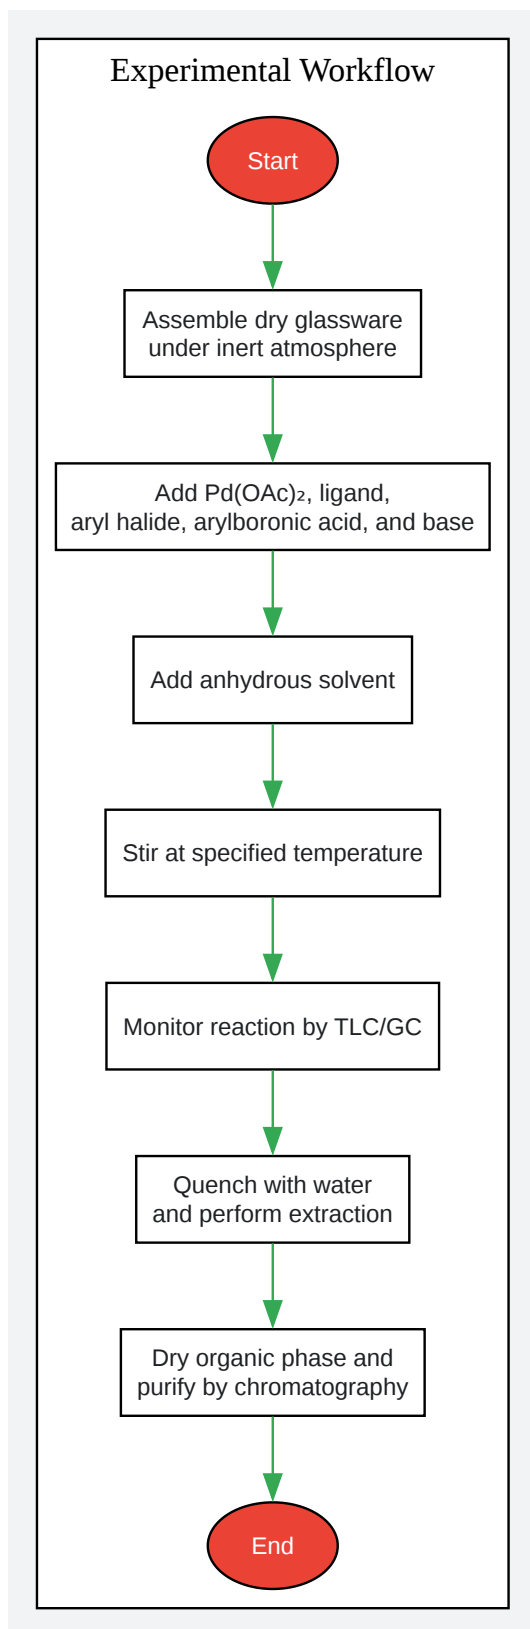 Experimental Workflow
Start
Assemble dry glassware
under inert atmosphere
Add Pd(OAc)₂, ligand,
aryl halide, arylboronic acid, and base
Add anhydrous solvent
Stir at specified temperature
Monitor reaction by TLC/GC
Quench with water
and perform extraction
Dry organic phase and
purify by chromatography
End